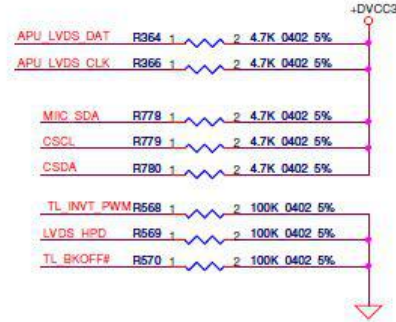 +DVCC3
APU_LVDS_DAT R364 1 2 4.7K 0402 5%
APU_LVDS_CLK R366 1 2 4.7K 0402 5%
MIIC_SDA R778 1 2 4.7K 0402 5%
CSCL R779 1 2 4.7K 0402 5%
CSDA R780 1 2 4.7K 0402 5%
TL_INVT_PWM R568 1 2 100K 0402 5%
LVDS_HPD R569 1 2 100K 0402 5%
TL_BKOFF# R570 1 2 100K 0402 5%